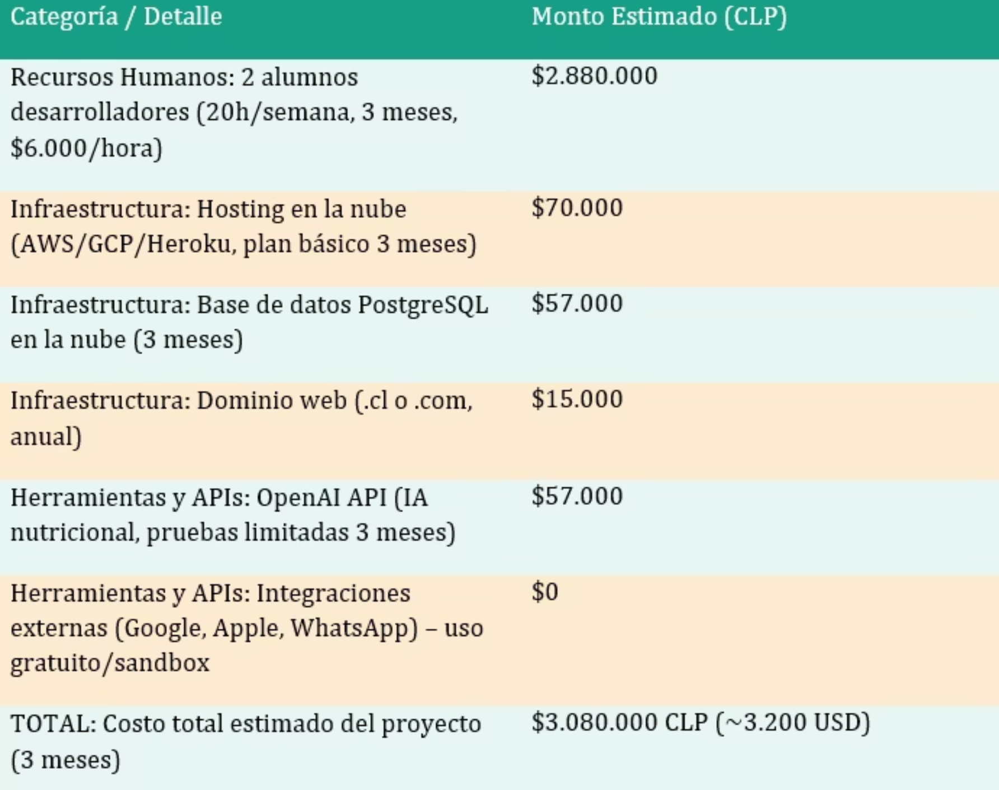 Categoría / Detalle
Monto Estimado (CLP)
Recursos Humanos: 2 alumnos
desarrolladores (20h/semana, 3 meses,
$6.000/hora)
$2.880.000
Infraestructura: Hosting en la nube
(AWS/GCP/Heroku, plan básico 3 meses)
$70.000
Infraestructura: Base de datos PostgreSQL
en la nube (3 meses)
$57.000
Infraestructura: Dominio web (.cl o .com,
anual)
$15.000
Herramientas y APIs: OpenAI API (IA
nutricional, pruebas limitadas 3 meses)
$57.000
Herramientas y APIs: Integraciones
externas (Google, Apple, WhatsApp) – uso
gratuito/sandbox
$0
TOTAL: Costo total estimado del proyecto
(3 meses)
$3.080.000 CLP (~3.200 USD)